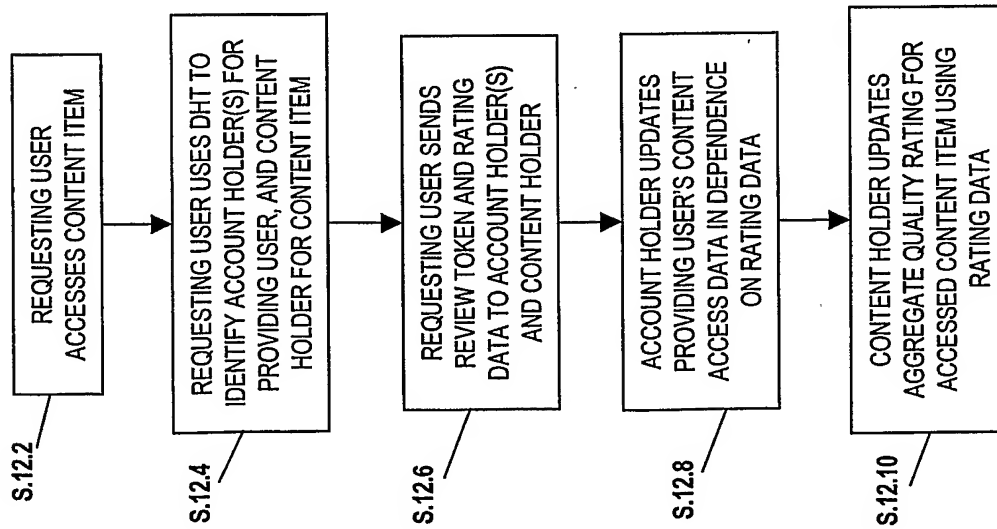 S.12.2
REQUESTING USER
ACCESSES CONTENT ITEM
S.12.4
REQUESTING USER USES DHT TO
IDENTIFY ACCOUNT HOLDER(S) FOR
PROVIDING USER, AND CONTENT
HOLDER FOR CONTENT ITEM
S.12.6
REQUESTING USER SENDS
REVIEW TOKEN AND RATING
DATA TO ACCOUNT HOLDER(S)
AND CONTENT HOLDER
S.12.8
ACCOUNT HOLDER UPDATES
PROVIDING USER'S CONTENT
ACCESS DATA IN DEPENDENCE
ON RATING DATA
S.12.10
CONTENT HOLDER UPDATES
AGGREGATE QUALITY RATING FOR
ACCESSED CONTENT ITEM USING
RATING DATA